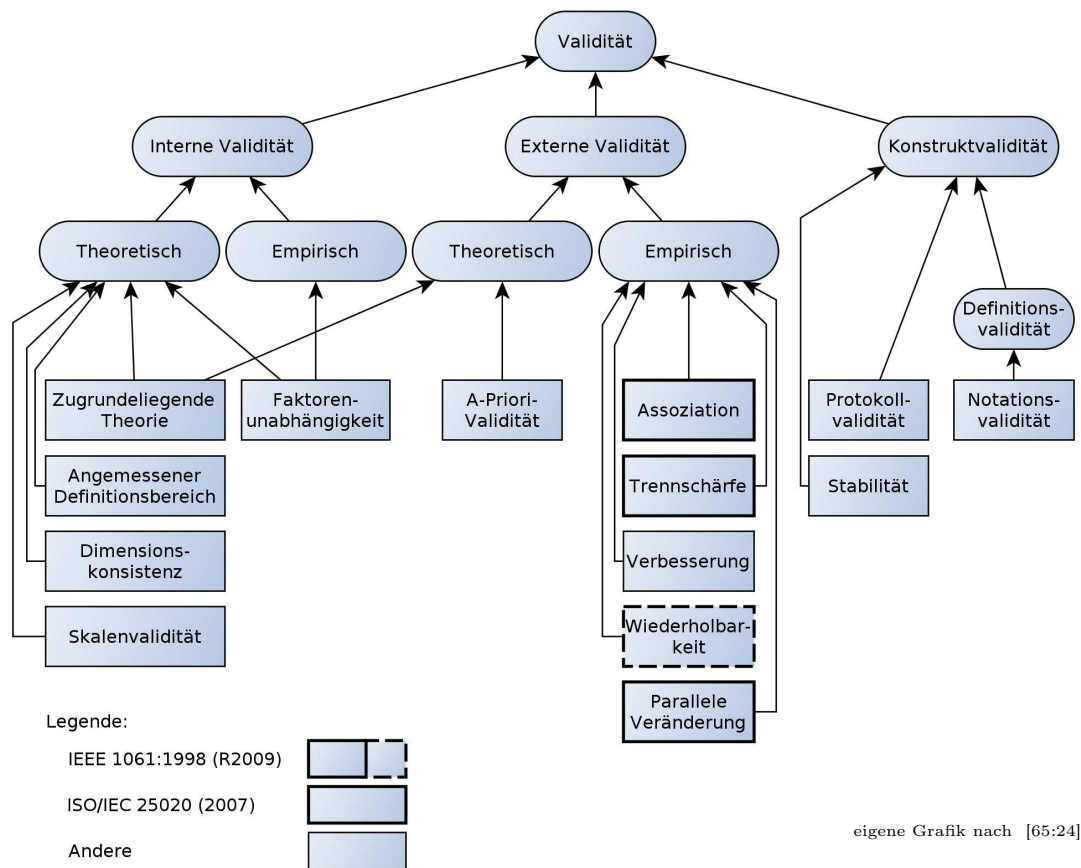 Validität
Interne Validität
Externe Validität
Konstruktvalidität
Theoretisch
Empirisch
Theoretisch
Empirisch
Definitions-
validität
Zugrundeliegende
Theorie
Faktoren-
unabhängigkeit
A-Priori-
Validität
Assoziation
Protokoll-
validität
Notations-
validität
Angemessener
Definitionsbereich
Trennschärfe
Stabilität
Dimensions-
konsistenz
Verbesserung
Skalenvalidität
Wiederholbar-
keit
Parallele
Veränderung
Legende:
IEEE 1061:1998 (R2009)
ISO/IEC 25020 (2007)
Andere
eigene Grafik nach [65:24]